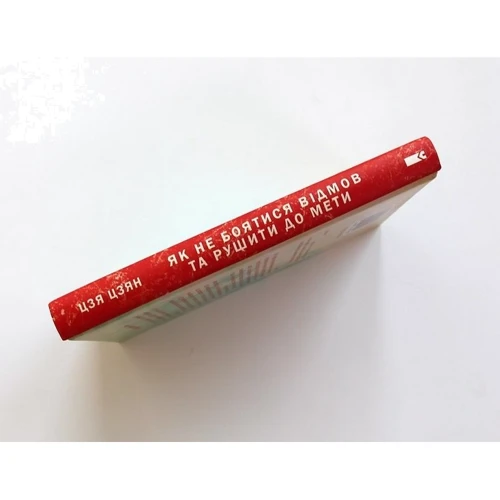 ЦЗЯ ЦЗЯН
ЯК НЕ БОЯТИСЯ ВІДМОВ
ТА РУШИТИ ДО МЕТИ